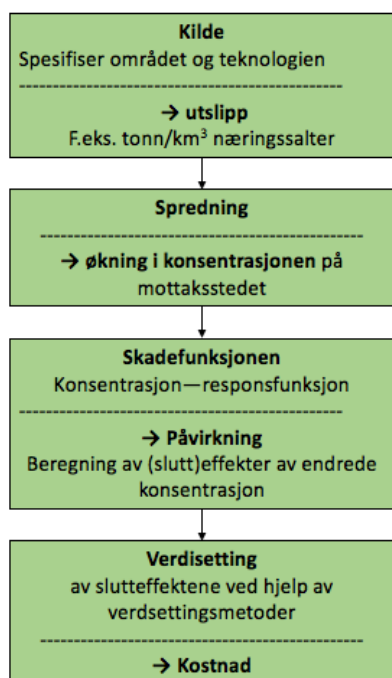 Kilde
Spesifiser området og teknologien
--------------------------------------------
→ utslipp
F.eks. tonn/km³ næringssalter
Spredning
--------------------------------------------
→ økning i konsentrasjonen på
mottaksstedet
Skadefunksjonen
Konsentrasjon—responsfunksjon
--------------------------------------------
→ Påvirkning
Beregning av (slutt)effekter av endrede
konsentrasjon
Verdisetting
av slutteffektene ved hjelp av
verdsettingsmetoder
--------------------------------------------
→ Kostnad